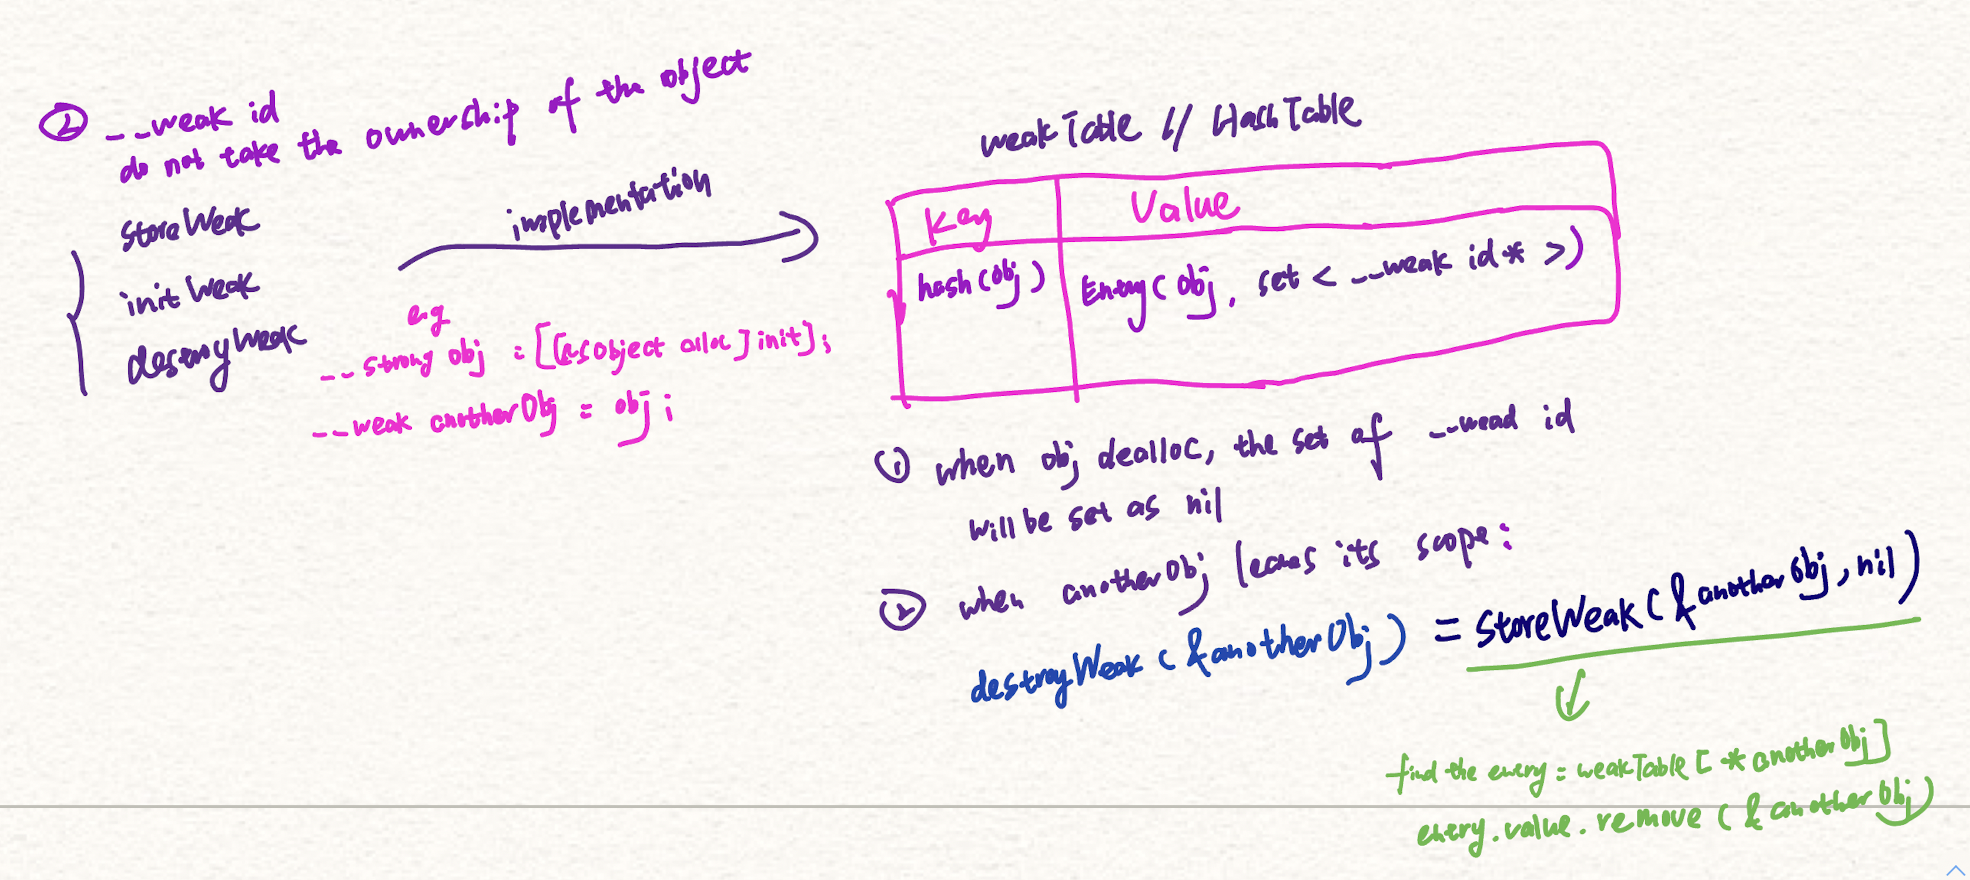 ② __weak id
do not take the ownership of the object
storeWeak
initWeak
destroyWeak
implementation
e.g
__strong obj = [[NSObject alloc] init];
__weak anotherObj = obj;
weakTable // HashTable
Key Value
hash(obj) Entry(obj, set < __weak id* >)
① when obj dealloc, the set of __wead id
will be set as nil
② when anotherObj leaves its scope:
destroyWeak(&anotherObj) = storeWeak(&anotherObj, nil)
find the entry = weakTable[*anotherObj]
entry.value.remove(&anotherObj)